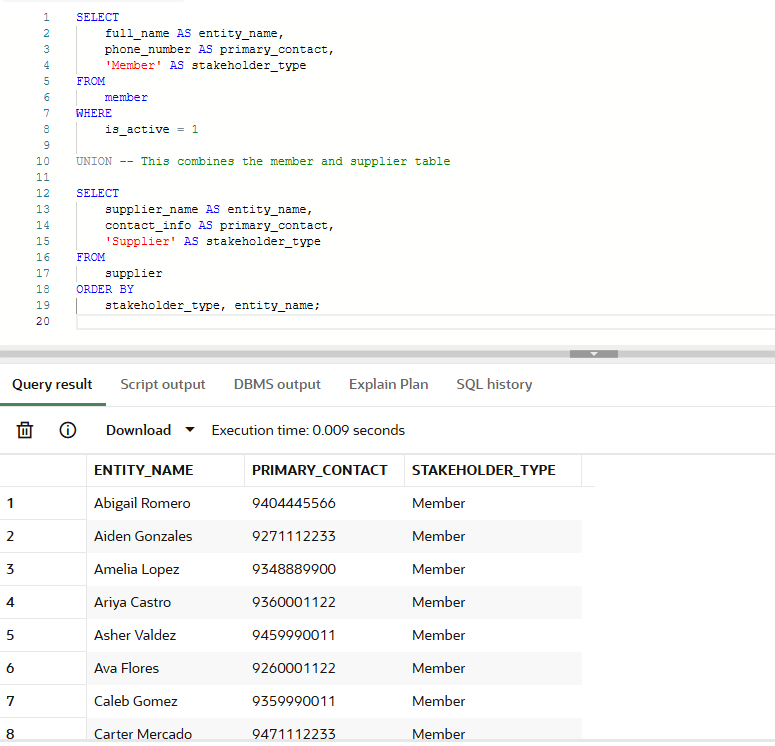 1 SELECT
2 full_name AS entity_name,
3 phone_number AS primary_contact,
4 'Member' AS stakeholder_type
5 FROM
6 member
7 WHERE
8 is_active = 1
9
10 UNION -- This combines the member and supplier table
11
12 SELECT
13 supplier_name AS entity_name,
14 contact_info AS primary_contact,
15 'Supplier' AS stakeholder_type
16 FROM
17 supplier
18 ORDER BY
19 stakeholder_type, entity_name;
20
Query result Script output DBMS output Explain Plan SQL history
Download Execution time: 0.009 seconds
ENTITY_NAME PRIMARY_CONTACT STAKEHOLDER_TYPE
1 Abigail Romero 9404445566 Member
2 Aiden Gonzales 9271112233 Member
3 Amelia Lopez 9348889900 Member
4 Ariya Castro 9360001122 Member
5 Asher Valdez 9459990011 Member
6 Ava Flores 9260001122 Member
7 Caleb Gomez 9359990011 Member
8 Carter Mercado 9471112233 Member